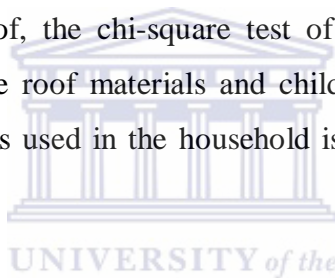 of, the chi-square test of
e roof materials and child
s used in the household is
UNIVERSITY of the